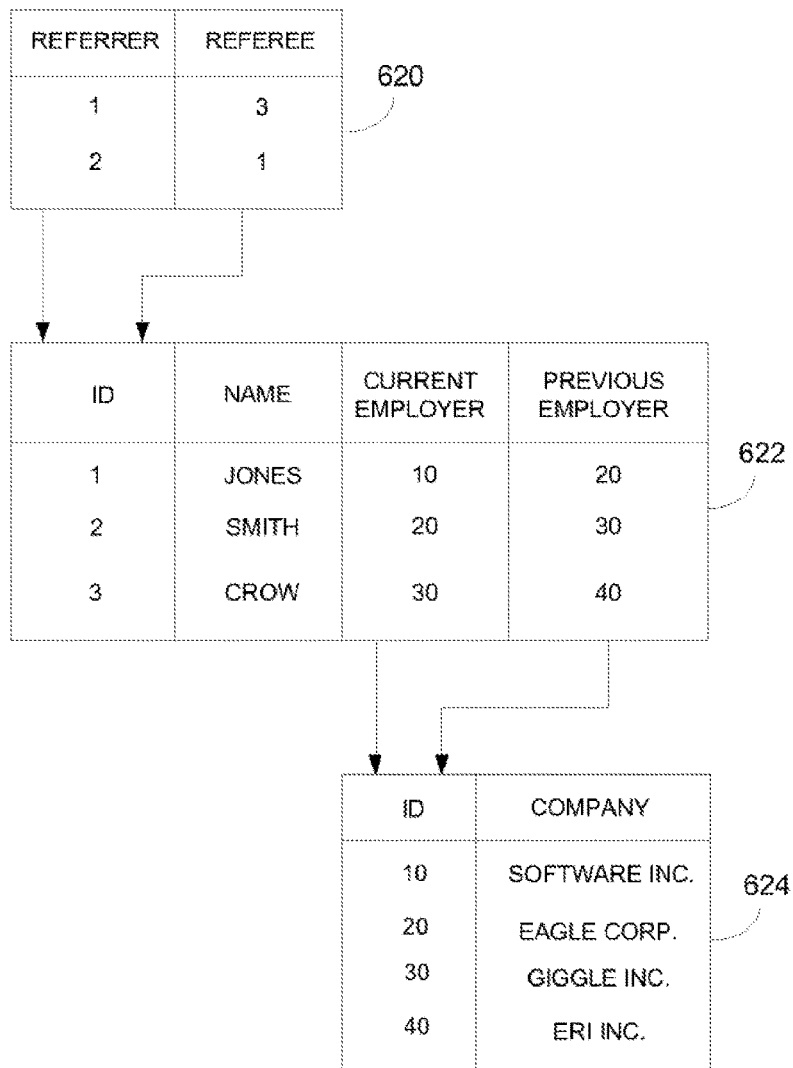 REFERRER REFEREE
620
1 3
2 1
ID NAME CURRENT EMPLOYER PREVIOUS EMPLOYER
622
1 JONES 10 20
2 SMITH 20 30
3 CROW 30 40
ID COMPANY
10 SOFTWARE INC.
624
20 EAGLE CORP.
30 GIGGLE INC.
40 ERI INC.